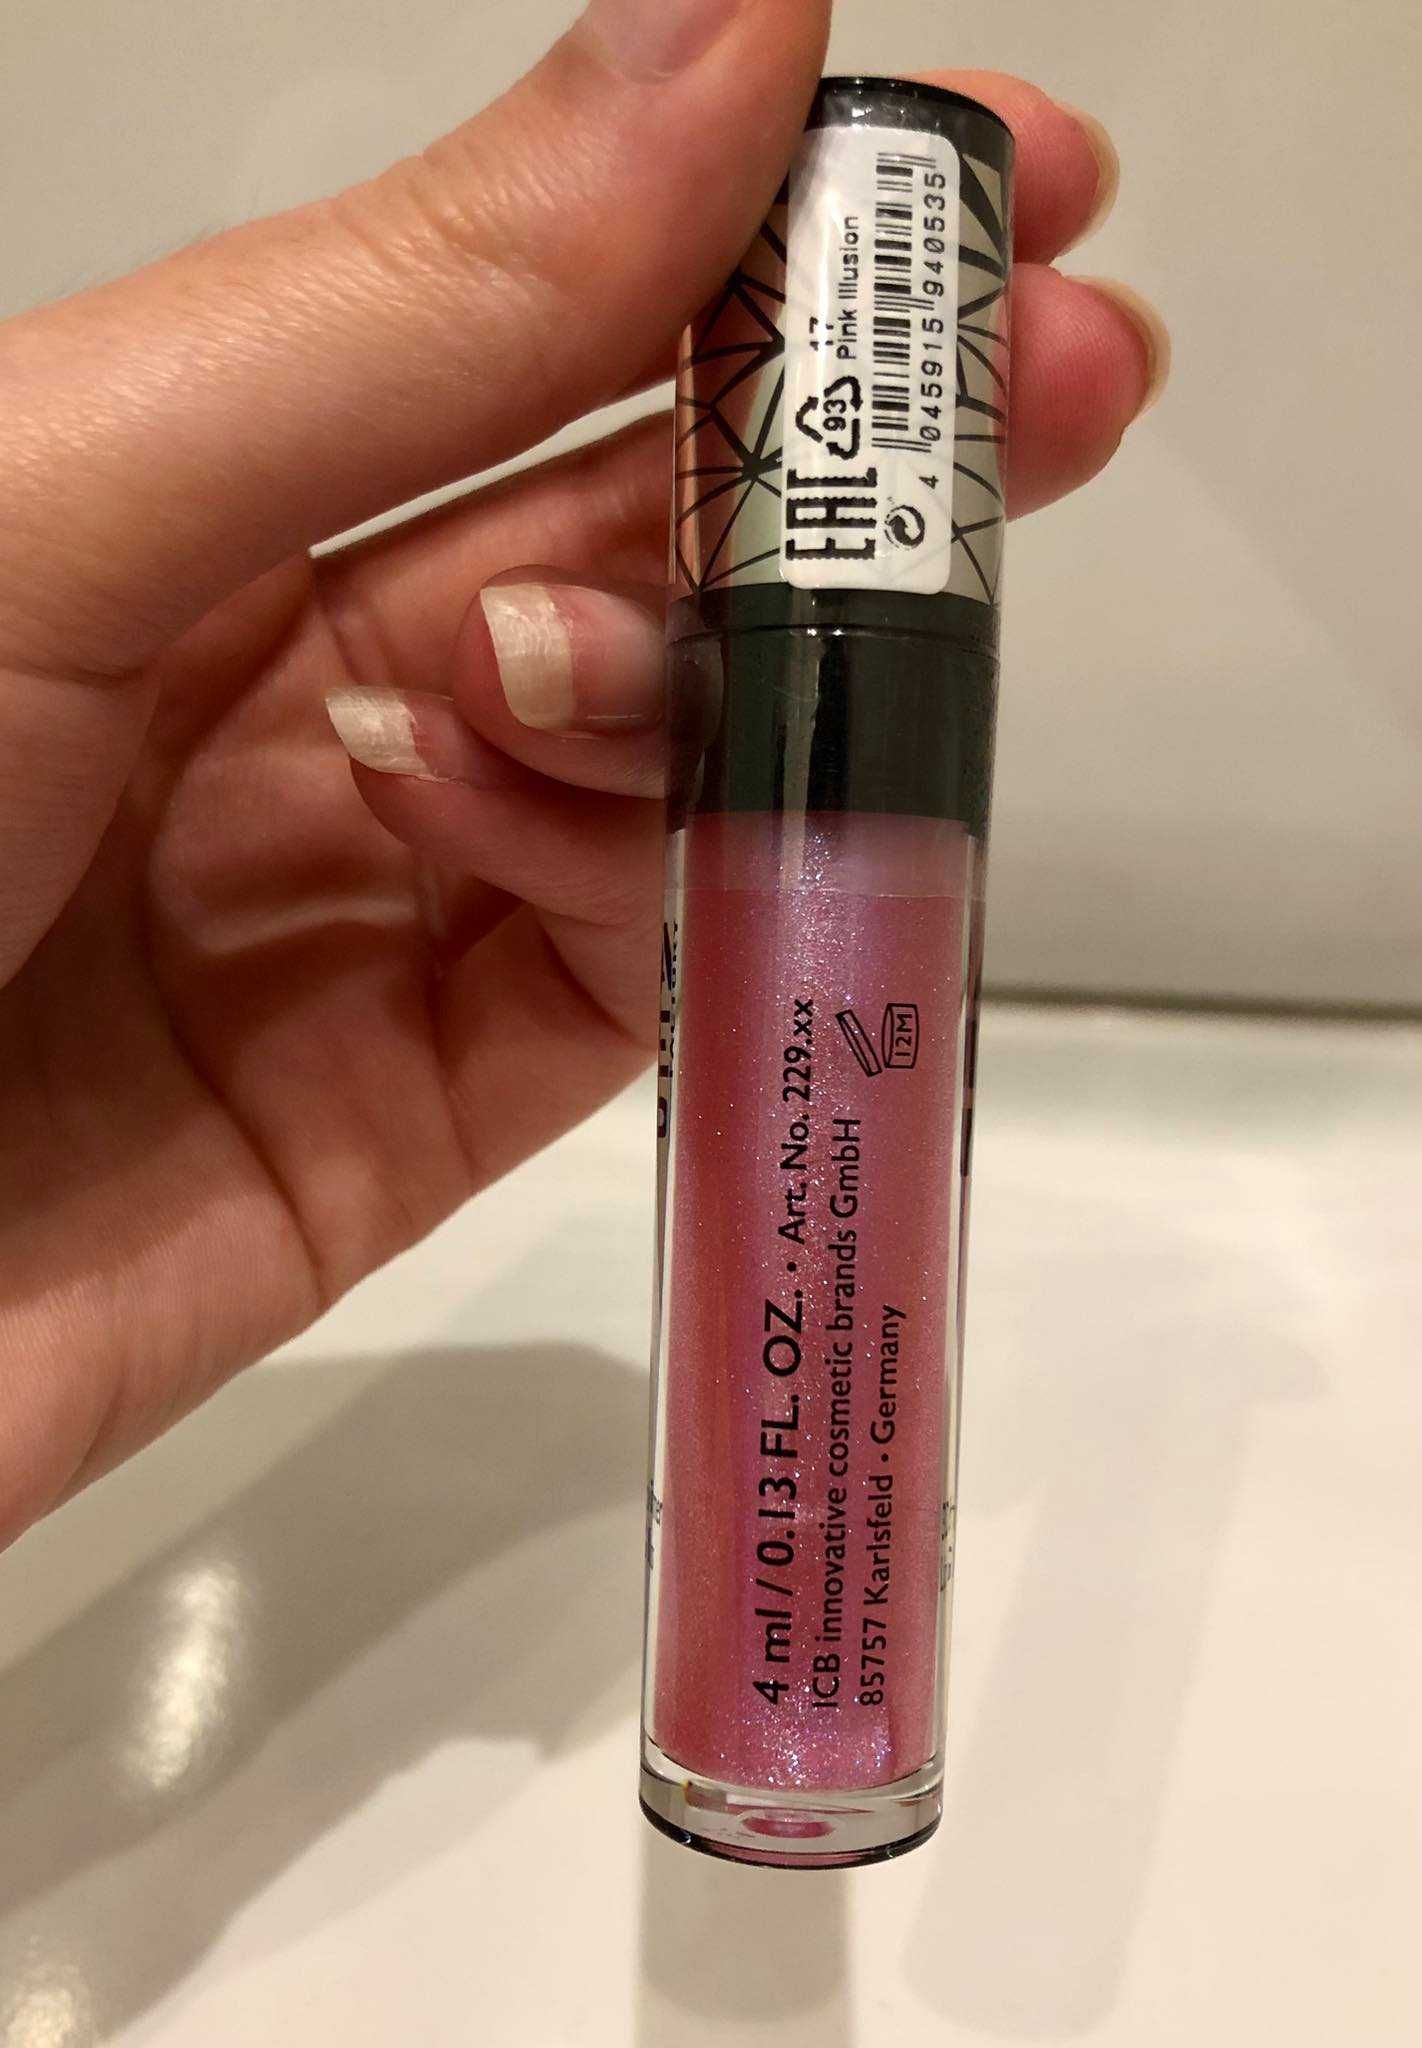 EAC
93
17
Pink Illusion
4 045915 940535
4 ml / 0.13 FL. OZ. • Art. No. 229.xx
ICB innovative cosmetic brands GmbH
85757 Karlsfeld • Germany
12M